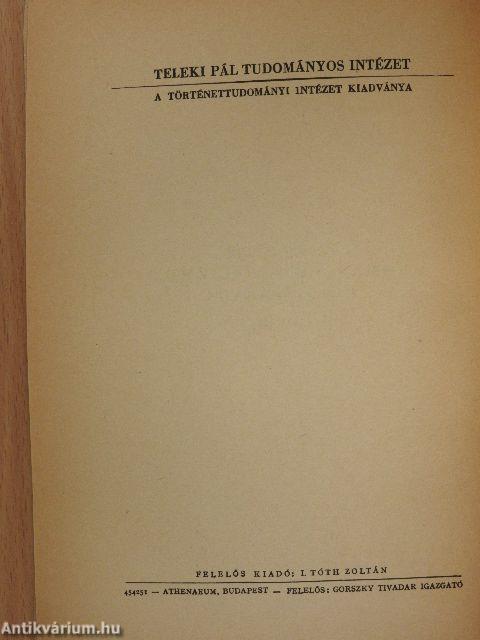 TELEKI PÁL TUDOMÁNYOS INTÉZET
A TÖRTÉNETTUDOMÁNYI INTÉZET KIADVÁNYA
FELELŐS KIADÓ: I. TÓTH ZOLTÁN
454251 — ATHENAEUM, BUDAPEST — FELELŐS: GORSZKY TIVADAR IGAZGATÓ
Antikvárium.hu